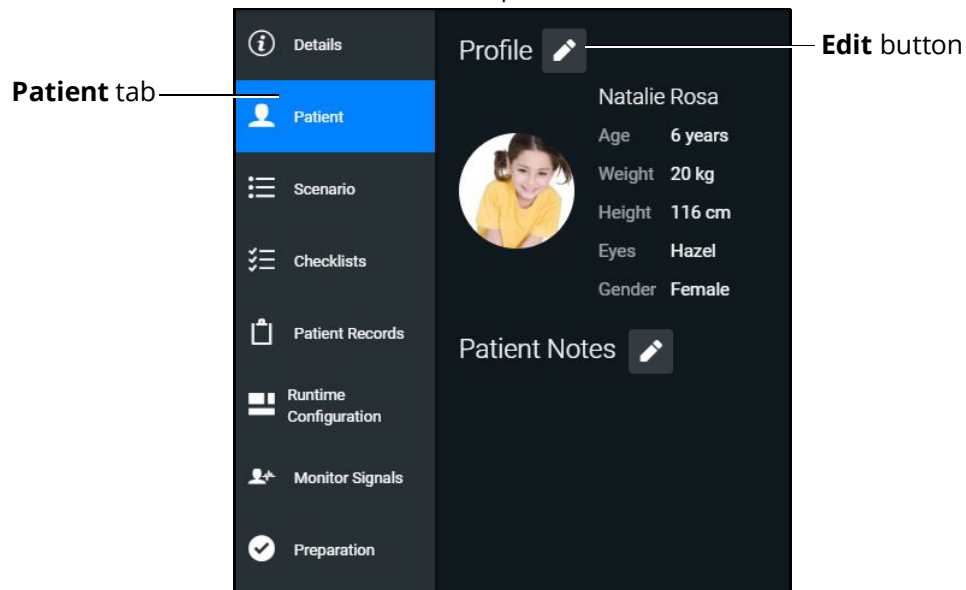 Patient tab
Details
Patient
Scenario
Checklists
Patient Records
Runtime
Configuration
Monitor Signals
Preparation
Profile
Edit button
Natalie Rosa
Age 6 years
Weight 20 kg
Height 116 cm
Eyes Hazel
Gender Female
Patient Notes